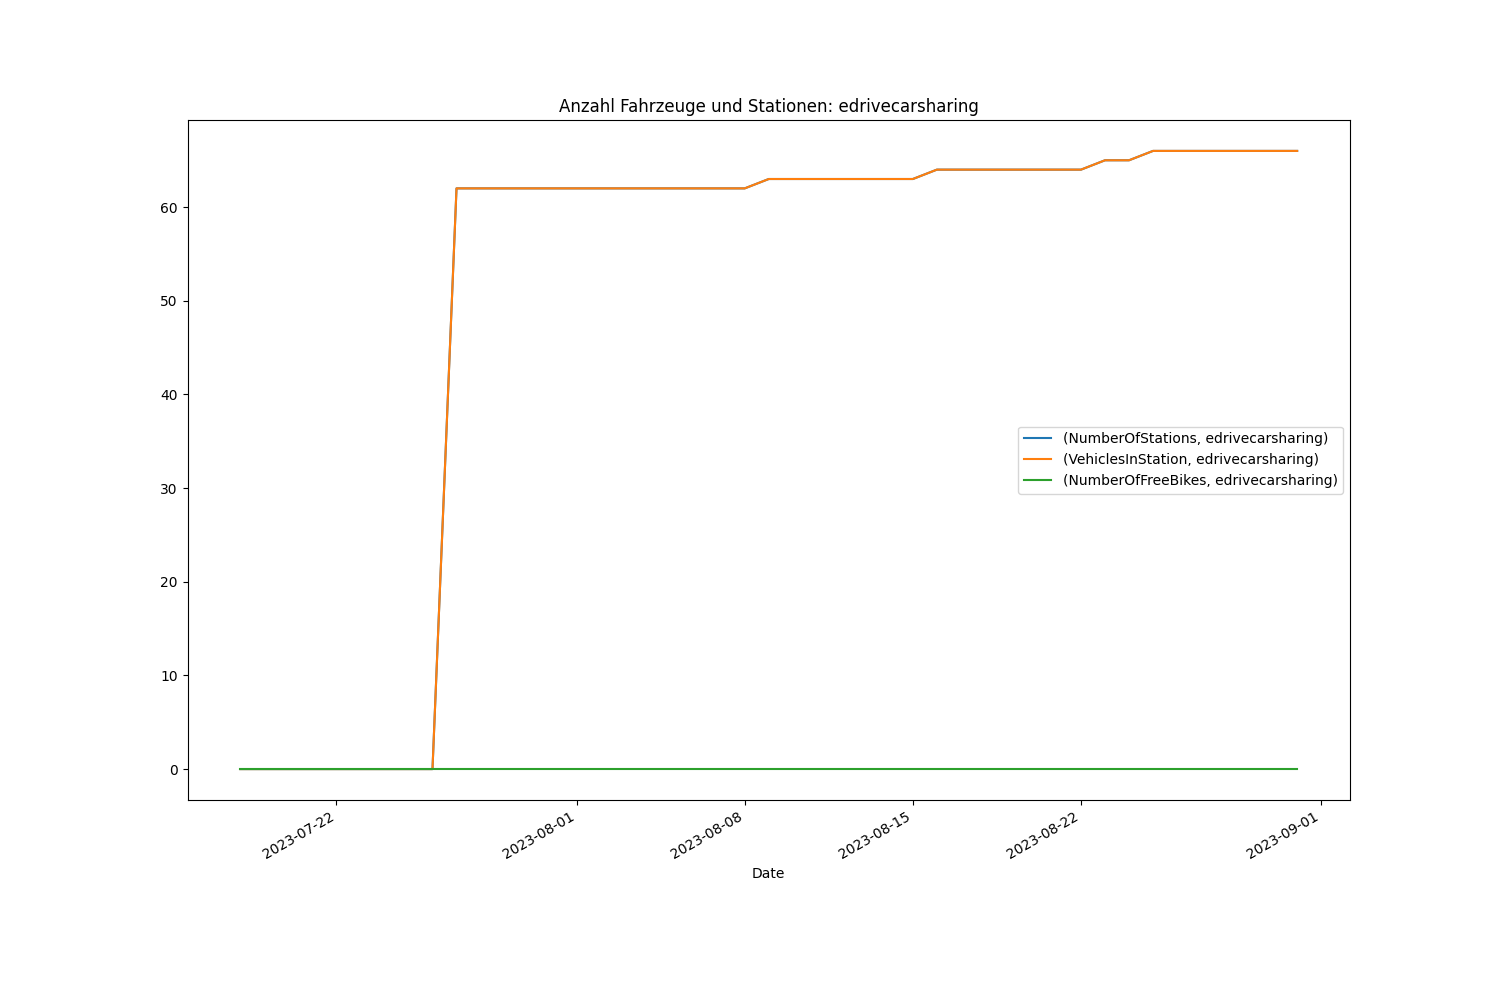 Anzahl Fahrzeuge und Stationen: edrivecarsharing
60
50
40
30
20
10
0
(NumberOfStations, edrivecarsharing)
(VehiclesInStation, edrivecarsharing)
(NumberOfFreeBikes, edrivecarsharing)
2023-07-22
2023-08-01
2023-08-08
2023-08-15
2023-08-22
2023-09-01
Date